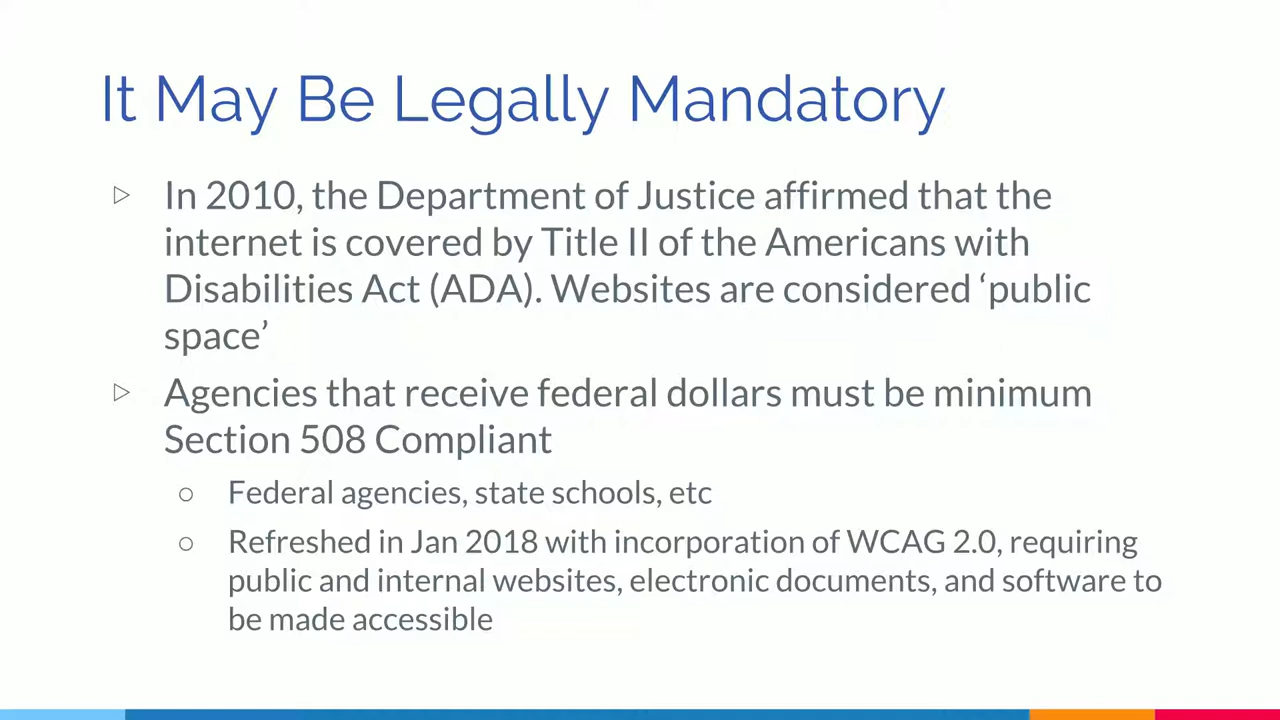 It May Be Legally Mandatory
In 2010, the Department of Justice affirmed that the
internet is covered by Title II of the Americans with
Disabilities Act (ADA). Websites are considered ‘public
space’
Agencies that receive federal dollars must be minimum
Section 508 Compliant
Federal agencies, state schools, etc
Refreshed in Jan 2018 with incorporation of WCAG 2.0, requiring
public and internal websites, electronic documents, and software to
be made accessible